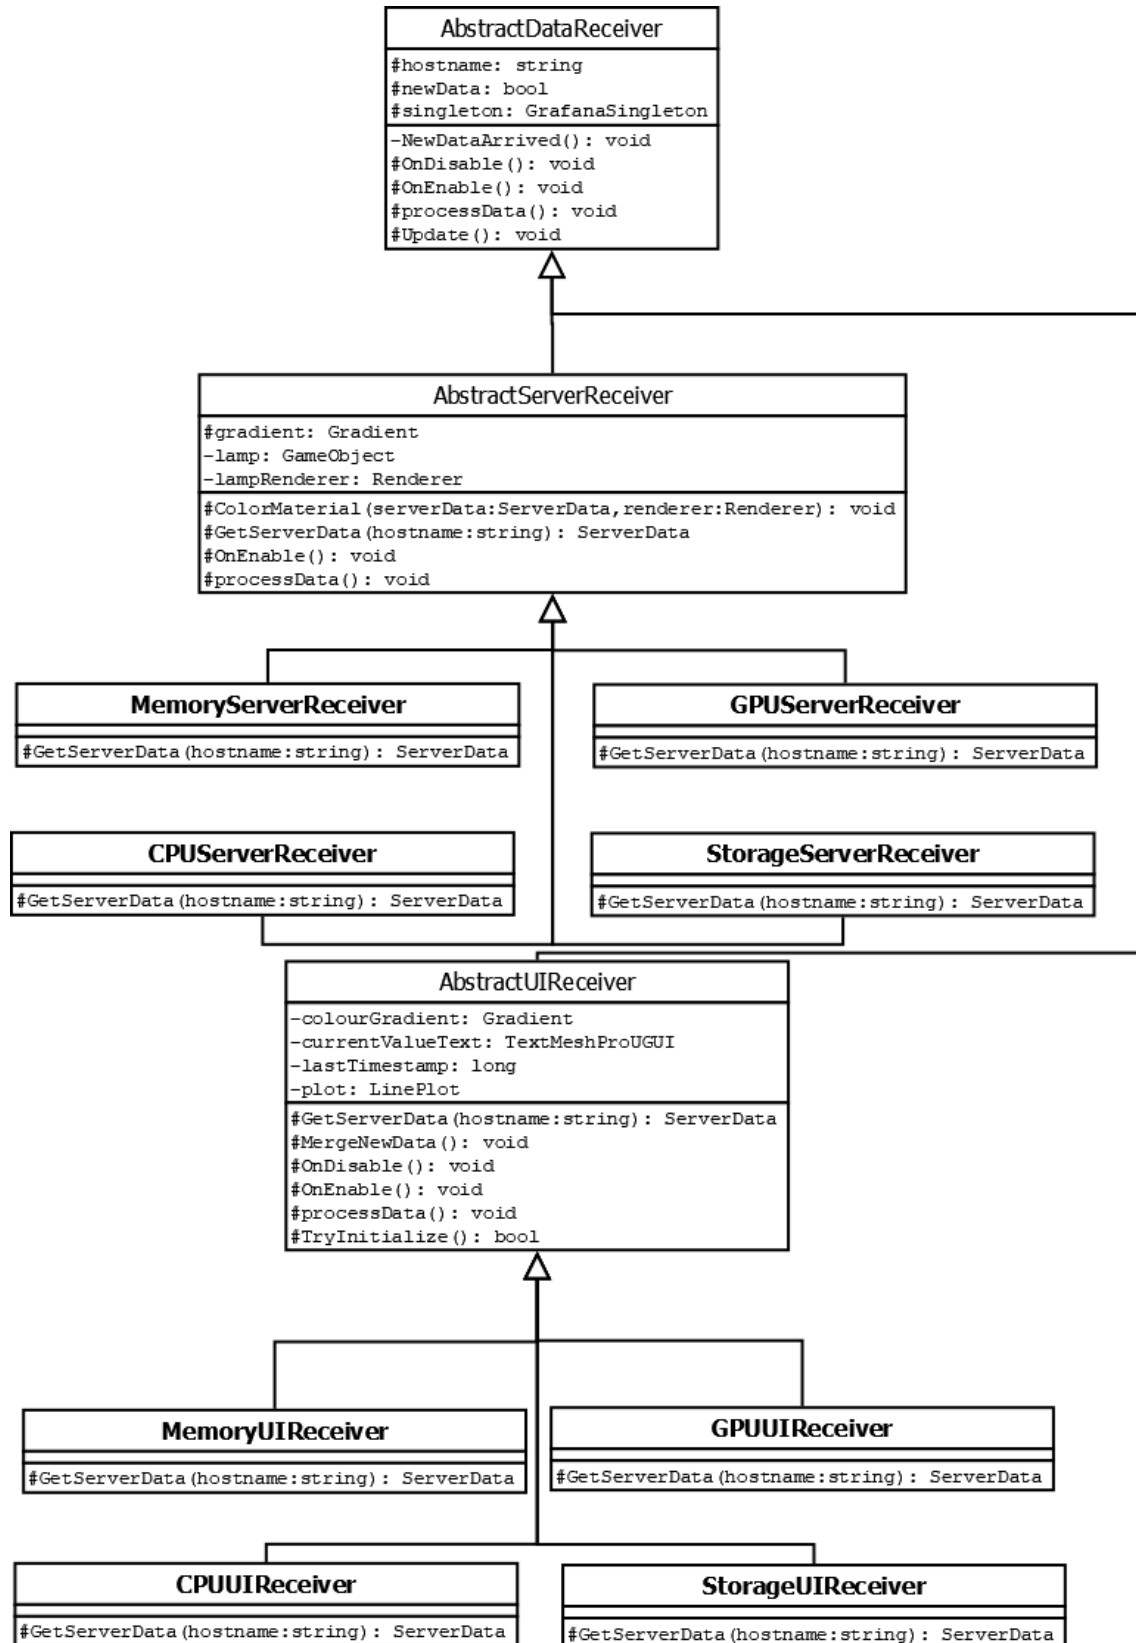 AbstractDataReceiver
#hostname: string
#newData: bool
#singleton: GrafanaSingleton
-NewDataArrived(): void
#OnDisable(): void
#OnEnable(): void
#processData(): void
#Update(): void
AbstractServerReceiver
#gradient: Gradient
-lamp: GameObject
-lampRenderer: Renderer
#ColorMaterial(serverData:ServerData,renderer:Renderer): void
#GetServerData(hostname:string): ServerData
#OnEnable(): void
#processData(): void
MemoryServerReceiver
#GetServerData(hostname:string): ServerData
GPUServerReceiver
#GetServerData(hostname:string): ServerData
CPUServerReceiver
#GetServerData(hostname:string): ServerData
StorageServerReceiver
#GetServerData(hostname:string): ServerData
AbstractUIReceiver
-colourGradient: Gradient
-currentValueText: TextMeshProUGUI
-lastTimestamp: long
-plot: LinePlot
#GetServerData(hostname:string): ServerData
#MergeNewData(): void
#OnDisable(): void
#OnEnable(): void
#processData(): void
#TryInitialize(): bool
MemoryUIReceiver
#GetServerData(hostname:string): ServerData
GPUUIReceiver
#GetServerData(hostname:string): ServerData
CPUUIReceiver
#GetServerData(hostname:string): ServerData
StorageUIReceiver
#GetServerData(hostname:string): ServerData